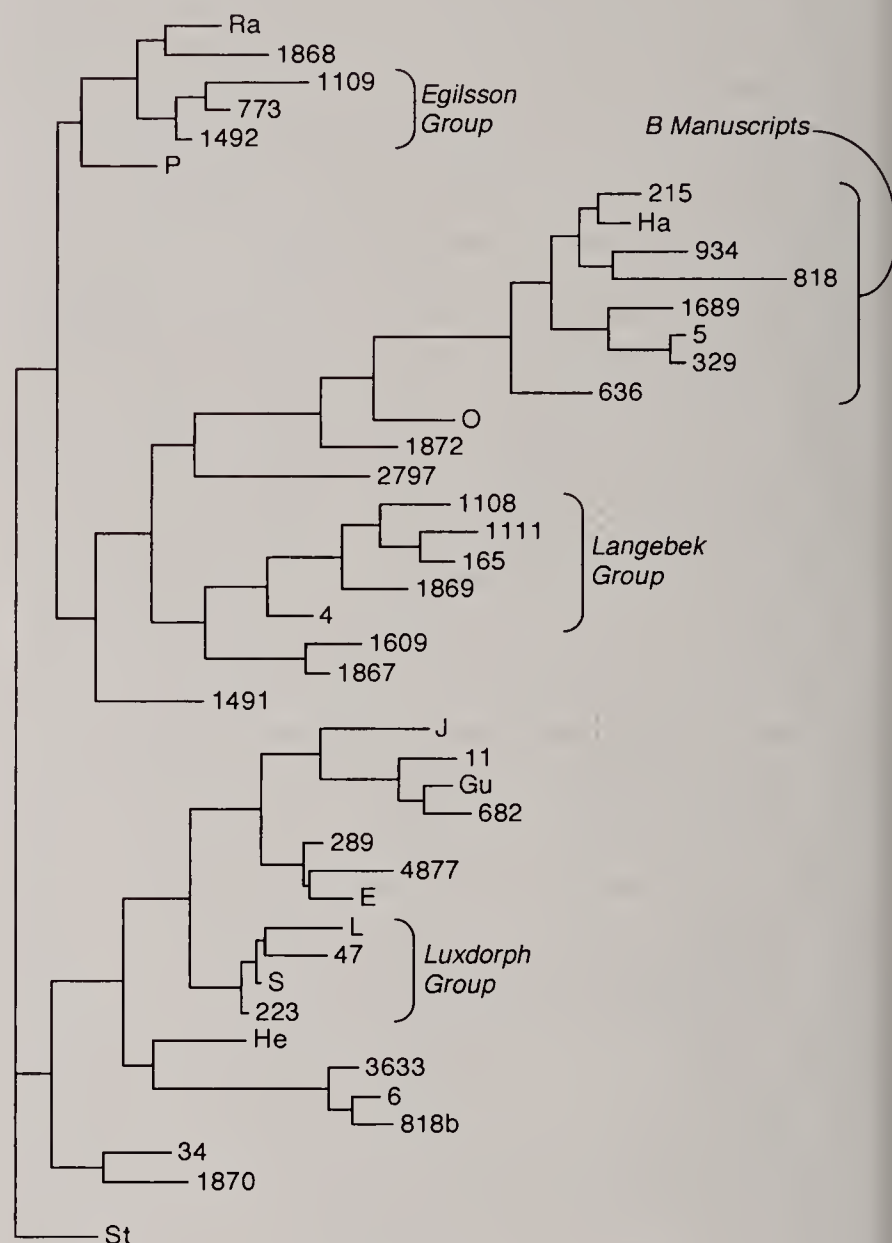 Ra
1868
1109
773
1492
Egilsson
Group
P
B Manuscripts
215
Ha
934
818
1689
5
329
636
O
1872
2797
1108
1111
165
1869
4
Langebek
Group
1609
1867
1491
J
11
Gu
682
289
4877
E
L
47
S
223
Luxdorph
Group
He
3633
6
818b
34
1870
St